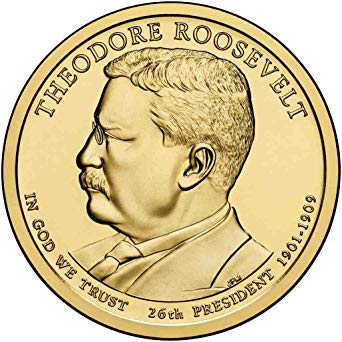 THEODORE ROOSEVELT
IN GOD WE TRUST 26th PRESIDENT 1901-1909